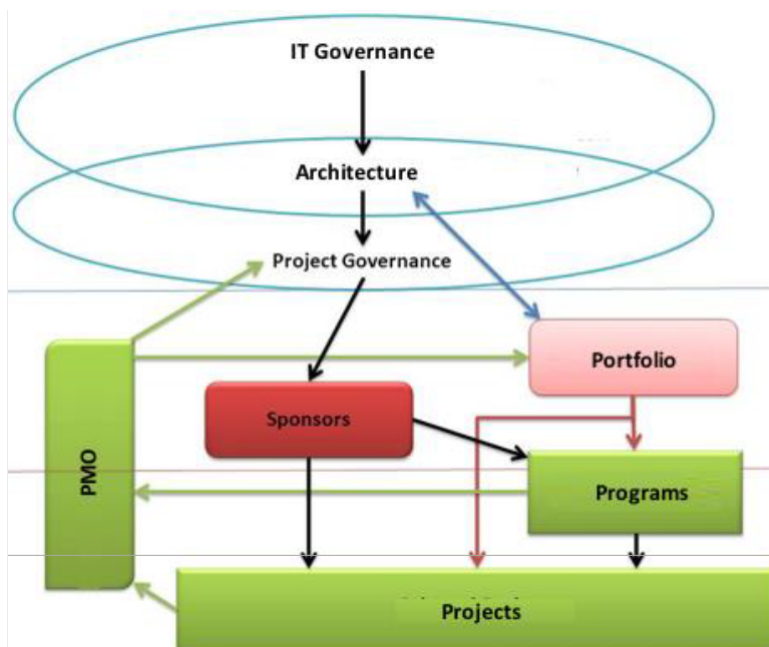 IT Governance
Architecture
Project Governance
Portfolio
Sponsors
PMO
Programs
Projects